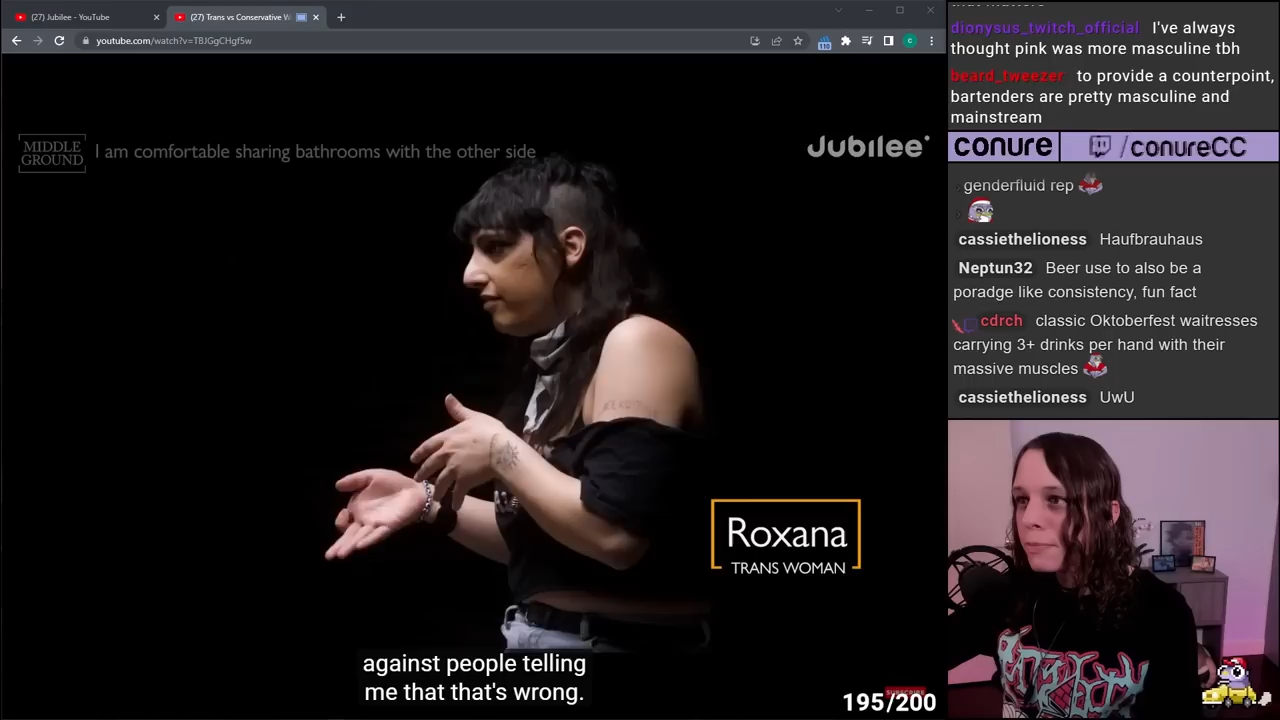 (27) Jubilee - YouTube
(27) Trans vs Conservative W
youtube.com/watch?v=TBJGgCHgf5w
MIDDLE
GROUND
I am comfortable sharing bathrooms with the other side
Jubilee
Roxana
TRANS WOMAN
against people telling
me that that's wrong.
SUBSCRIBE
195/200
dionysus_twitch_official I've always
thought pink was more masculine tbh
beard_tweezer to provide a counterpoint,
bartenders are pretty masculine and
mainstream
conure
/conureCC
genderfluid rep
cassiethelioness Haufbrauhaus
Neptun32 Beer use to also be a
poradge like consistency, fun fact
cdrch classic Oktoberfest waitresses
carrying 3+ drinks per hand with their
massive muscles
cassiethelioness UwU